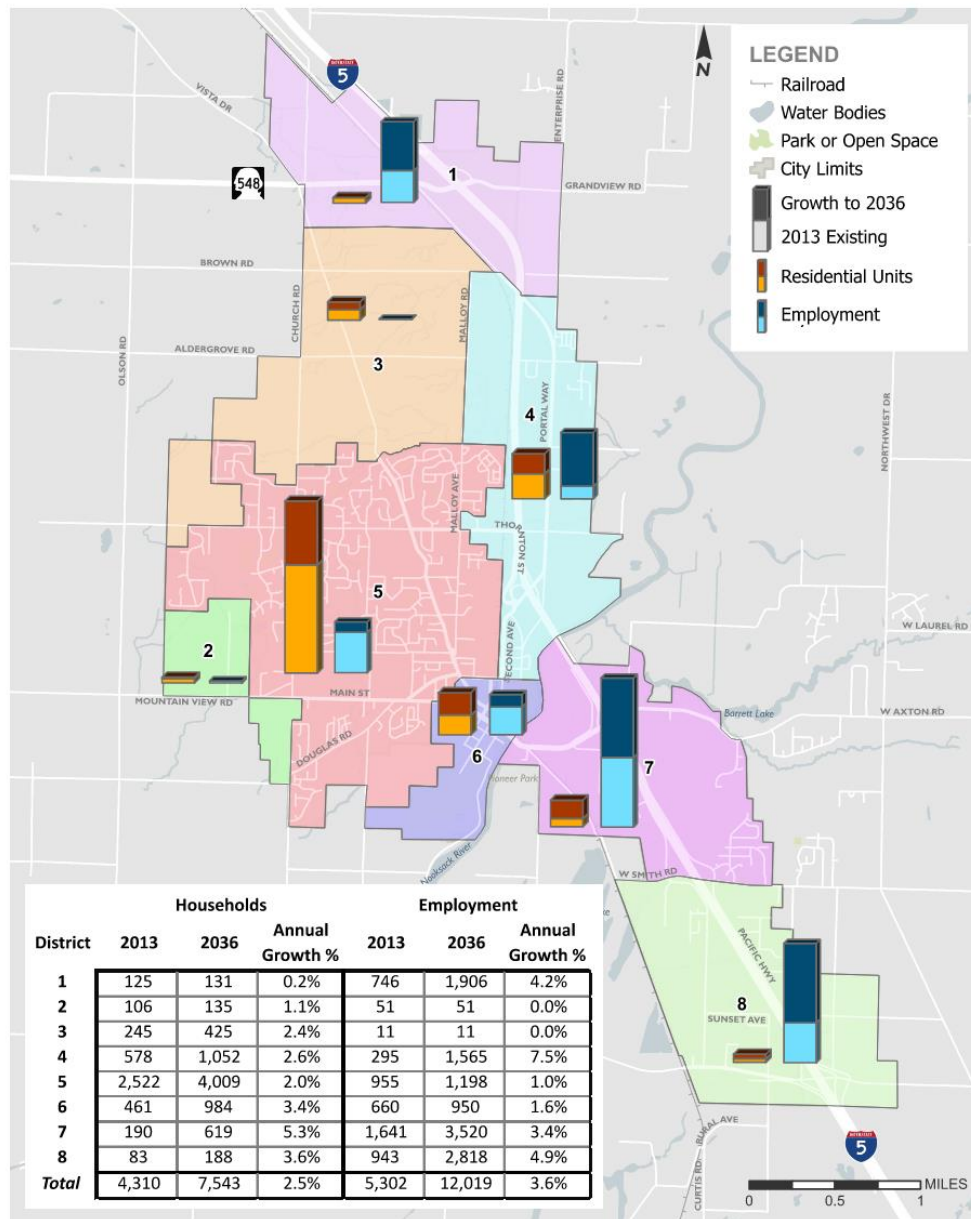 INTERSTATE
5
N
LEGEND
Railroad
Water Bodies
Park or Open Space
City Limits
Growth to 2036
2013 Existing
Residential Units
Employment
VISTA DR
ENTERPRISE RD
548
1
GRANDVIEW RD
BROWN RD
CHURCH RD
MALLOY RD
OLSON RD
ALDERGROVE RD
3
4
PORTAL WAY
NORTHWEST DR
MALLOY AVE
THORNTON ST
5
2
W LAUREL RD
SECOND AVE
MAIN ST
MOUNTAIN VIEW RD
Barrett Lake
W AXTON RD
DOUGLAS RD
6
7
Pioneer Park
Nooksack River
W SMITH RD
PACIFIC HWY
8
SUNSET AVE
RURAL AVE
CURTIS RD
5
MILES
0 0.5 1
Households Employment
District 2013 2036 Annual Growth % 2013 2036 Annual Growth %
1 125 131 0.2% 746 1,906 4.2%
2 106 135 1.1% 51 51 0.0%
3 245 425 2.4% 11 11 0.0%
4 578 1,052 2.6% 295 1,565 7.5%
5 2,522 4,009 2.0% 955 1,198 1.0%
6 461 984 3.4% 660 950 1.6%
7 190 619 5.3% 1,641 3,520 3.4%
8 83 188 3.6% 943 2,818 4.9%
Total 4,310 7,543 2.5% 5,302 12,019 3.6%